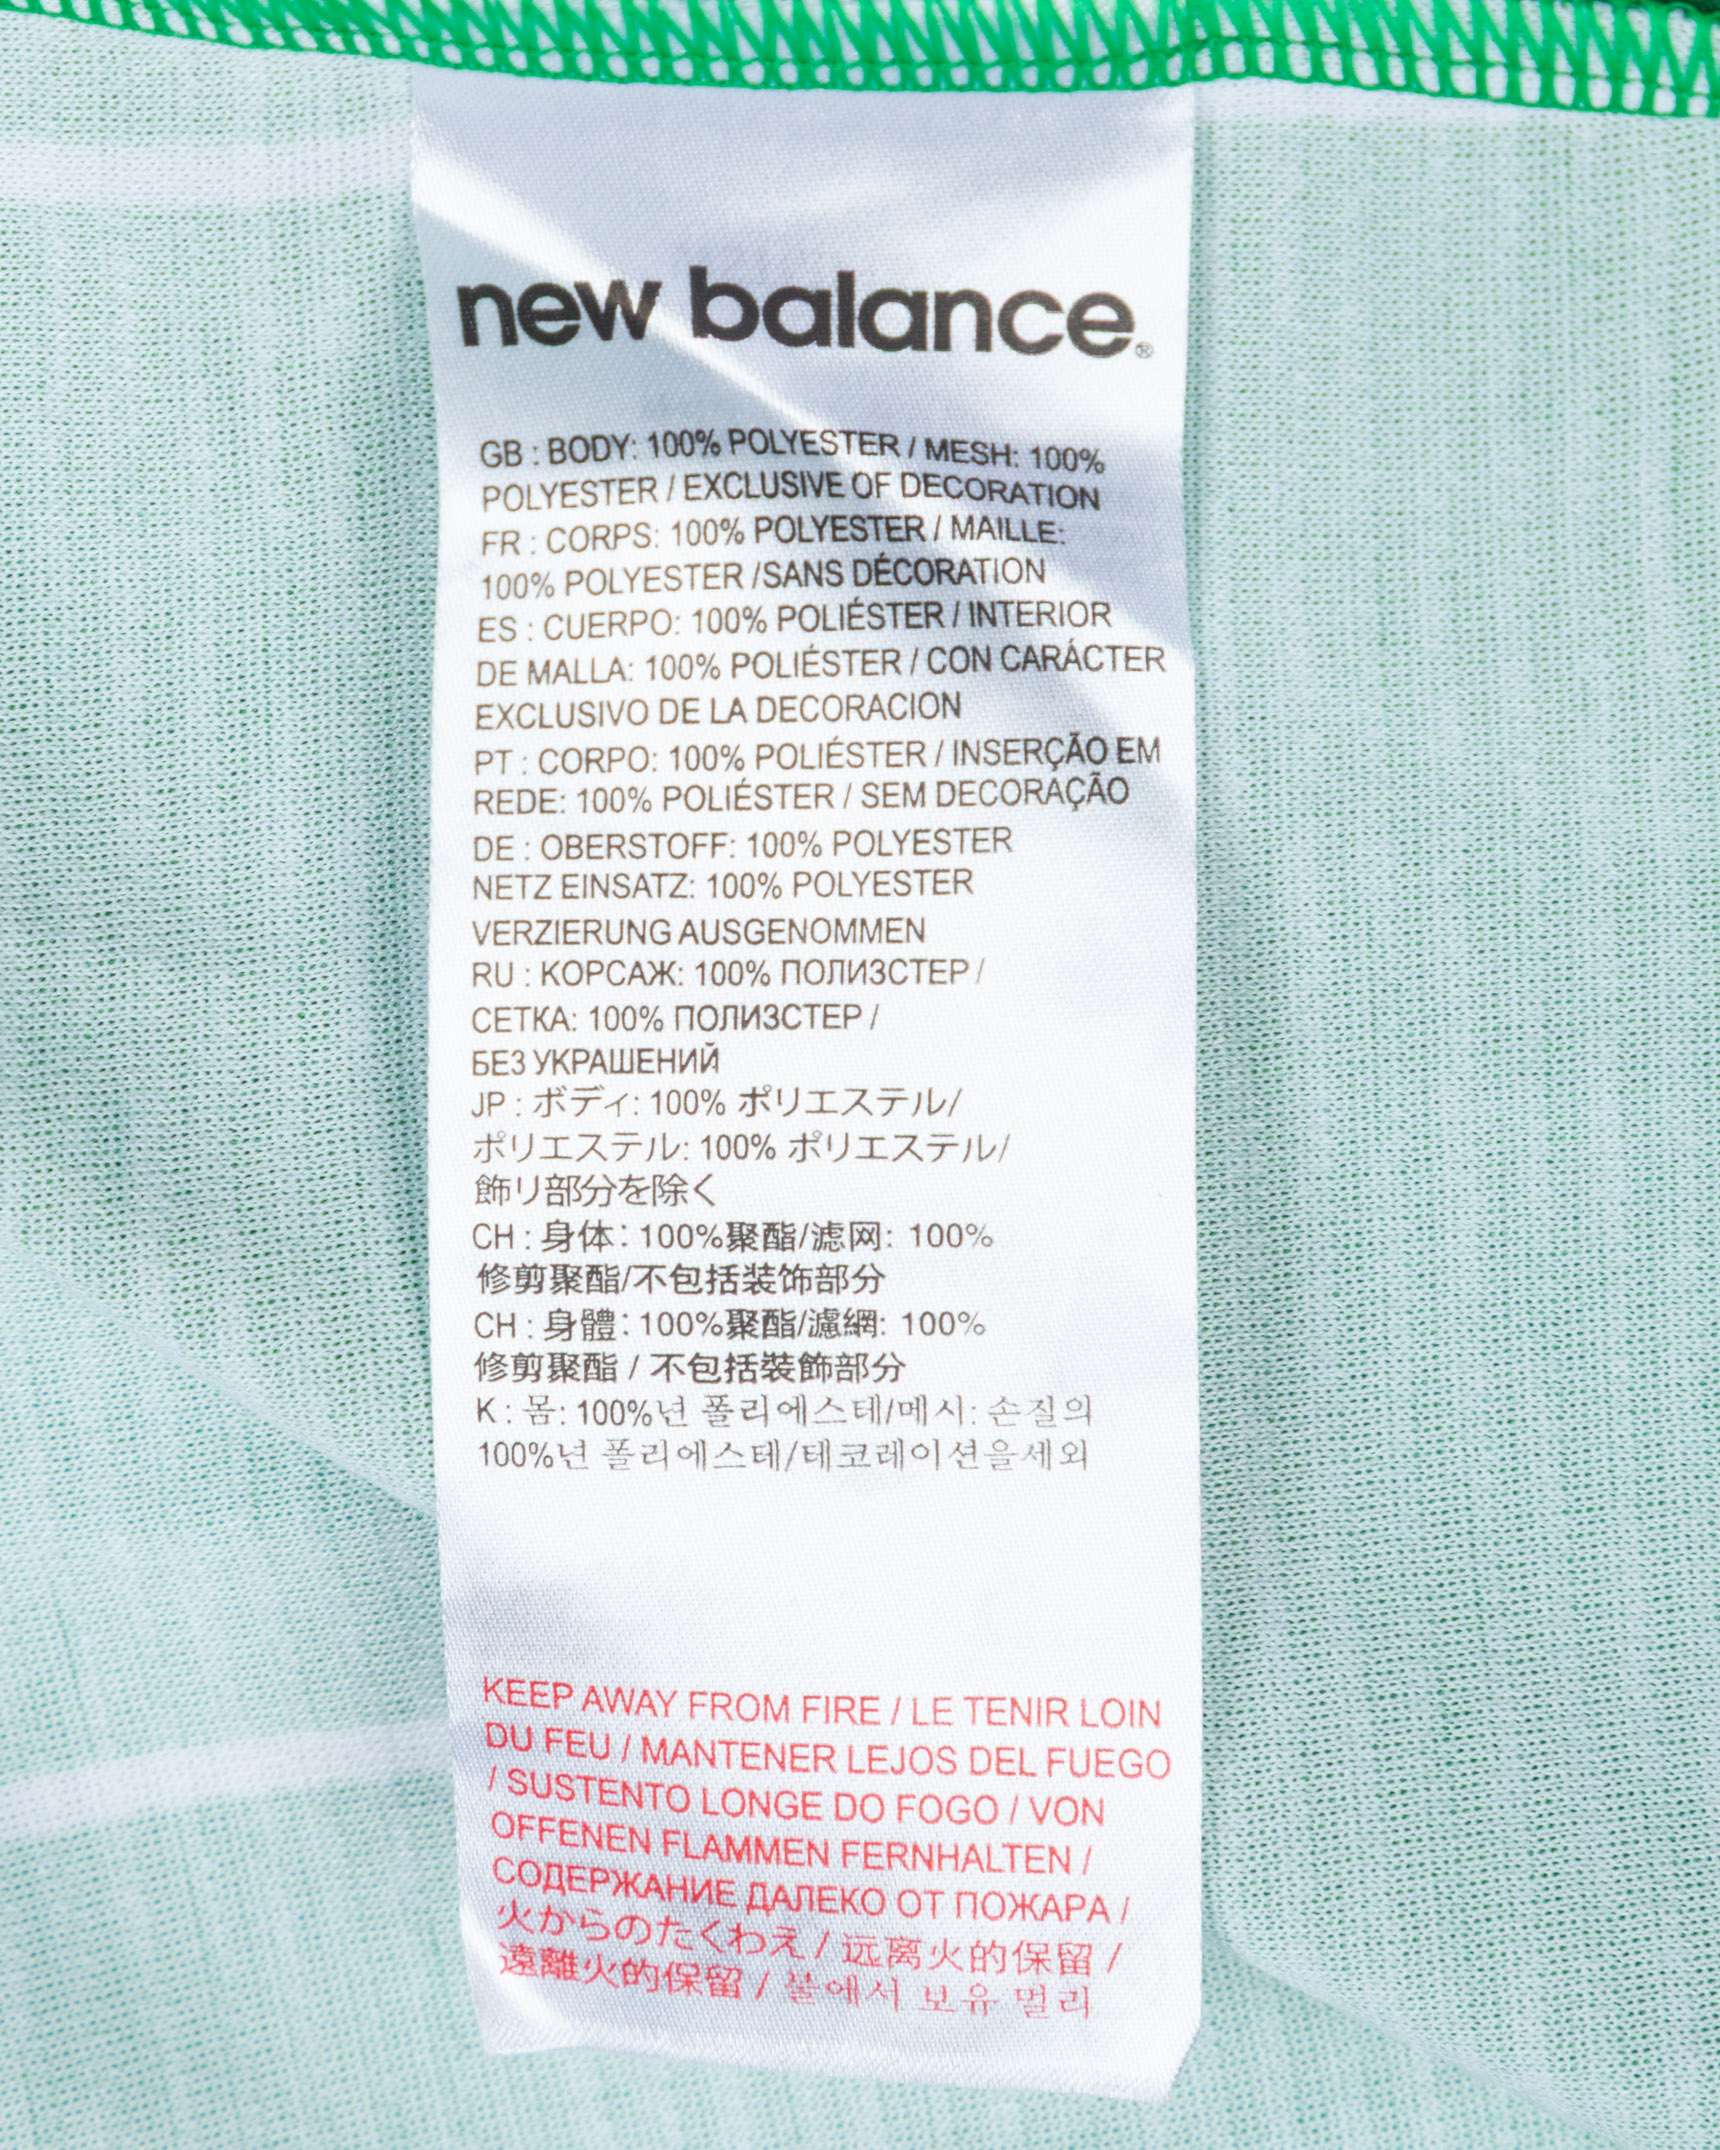 new balance®
GB : BODY: 100% POLYESTER / MESH: 100%
POLYESTER / EXCLUSIVE OF DECORATION
FR : CORPS: 100% POLYESTER / MAILLE:
100% POLYESTER /SANS DÉCORATION
ES : CUERPO: 100% POLIÉSTER / INTERIOR
DE MALLA: 100% POLIÉSTER / CON CARÁCTER
EXCLUSIVO DE LA DECORACION
PT : CORPO: 100% POLIÉSTER / INSERÇÃO EM
REDE: 100% POLIÉSTER / SEM DECORAÇÃO
DE : OBERSTOFF: 100% POLYESTER
NETZ EINSATZ: 100% POLYESTER
VERZIERUNG AUSGENOMMEN
RU : КОРСАЖ: 100% ПОЛИЗСТЕР /
СЕТКА: 100% ПОЛИЗСТЕР /
БЕЗ УКРАШЕНИЙ
JP : ボディ: 100% ポリエステル/
ポリエステル: 100% ポリエステル/
飾り部分を除く
CH : 身体: 100%聚酯/滤网: 100%
修剪聚酯/不包括装饰部分
CH : 身體: 100%聚酯/濾網: 100%
修剪聚酯 / 不包括裝飾部分
K : 몸: 100%년 폴리에스테/메시: 손질의
100%년 폴리에스테/테코레이션을세외
KEEP AWAY FROM FIRE / LE TENIR LOIN
DU FEU / MANTENER LEJOS DEL FUEGO
/ SUSTENTO LONGE DO FOGO / VON
OFFENEN FLAMMEN FERNHALTEN /
СОДЕРЖАНИЕ ДАЛЕКО ОТ ПОЖАРА /
火からのたくわえ / 远离火的保留 /
遠離火的保留 / 불에서 보유 멀리